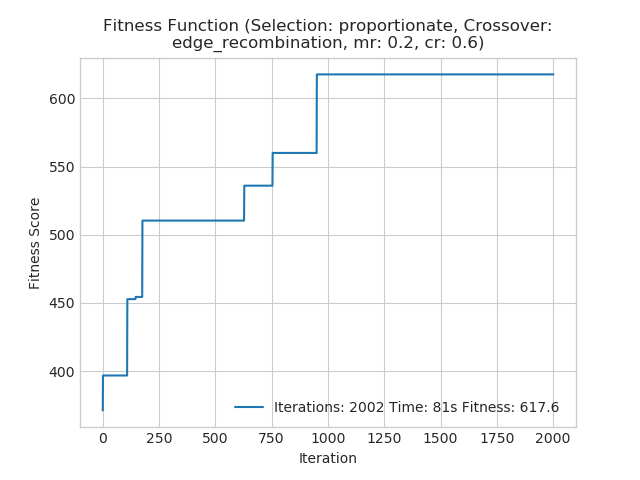 Fitness Function (Selection: proportionate, Crossover:
edge_recombination, mr: 0.2, cr: 0.6)
600
550
500
450
400
Fitness Score
Iterations: 2002 Time: 81s Fitness: 617.6
0 250 500 750 1000 1250 1500 1750 2000
Iteration